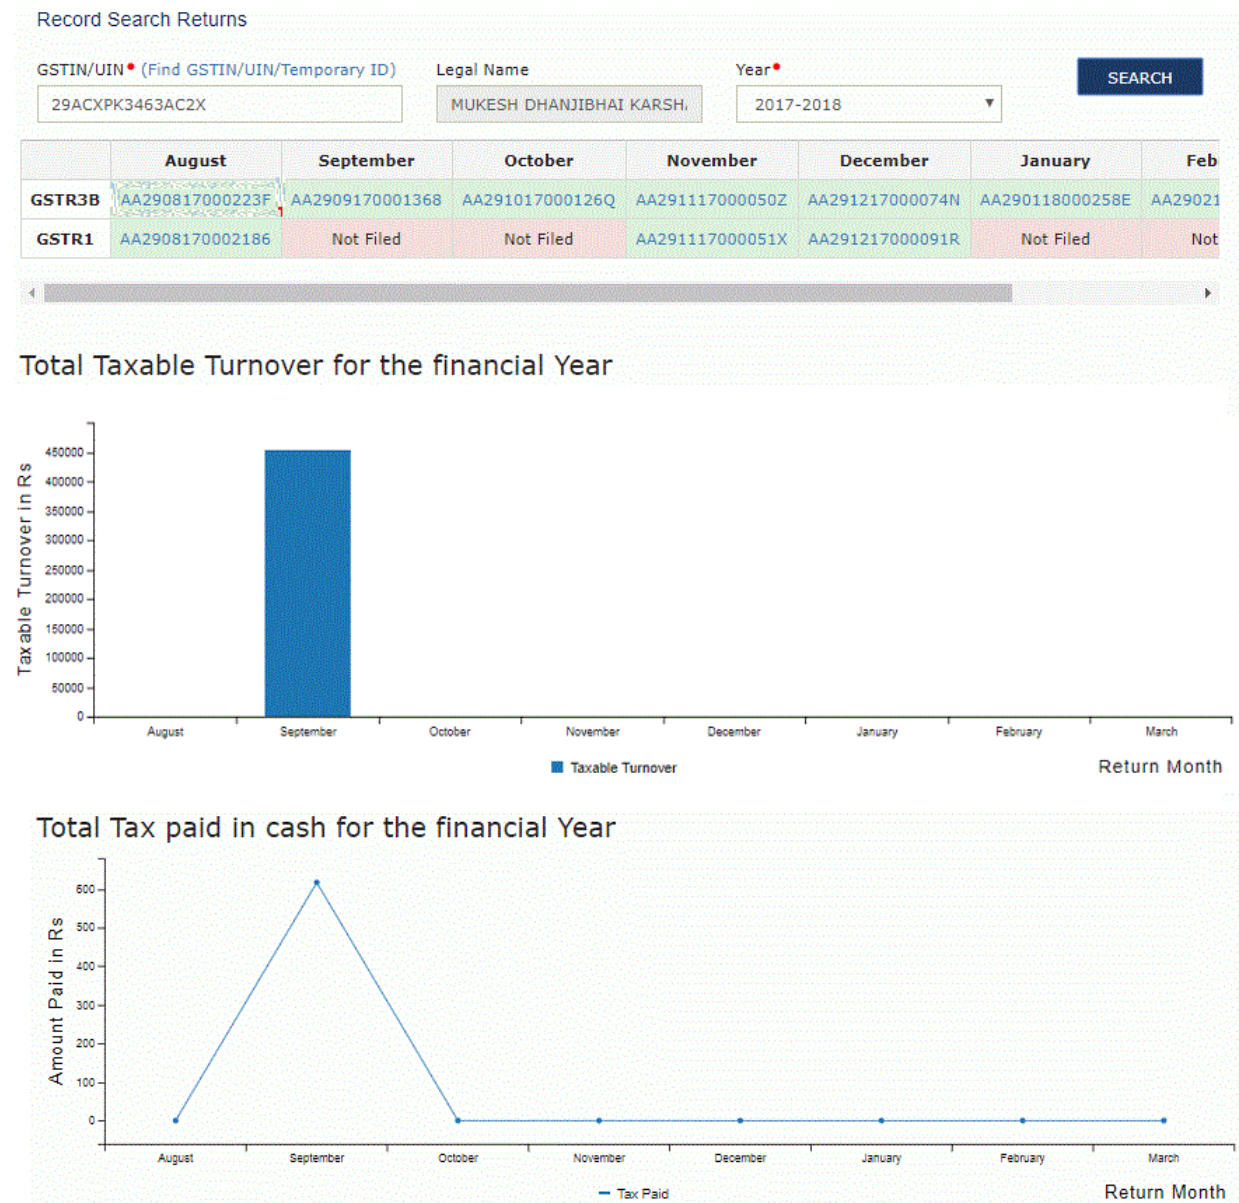 Record Search Returns
GSTIN/UIN• (Find GSTIN/UIN/Temporary ID) Legal Name Year•
29ACXPK3463AC2X MUKESH DHANJIBHAI KARSH 2017-2018 SEARCH
August September October November December January Feb
GSTR3B AA290817000223F AA2909170001368 AA291017000126Q AA291117000050Z AA291217000074N AA290118000258E AA29021
GSTR1 AA2908170002186 Not Filed Not Filed AA291117000051X AA291217000091R Not Filed Not
Total Taxable Turnover for the financial Year
Taxable Turnover in Rs
450000
400000
350000
300000
250000
200000
150000
100000
50000
0
August September October November December January February March
Taxable Turnover
Return Month
Total Tax paid in cash for the financial Year
Amount Paid in Rs
600
500
400
300
200
100
0
August September October November December January February March
Tax Paid
Return Month